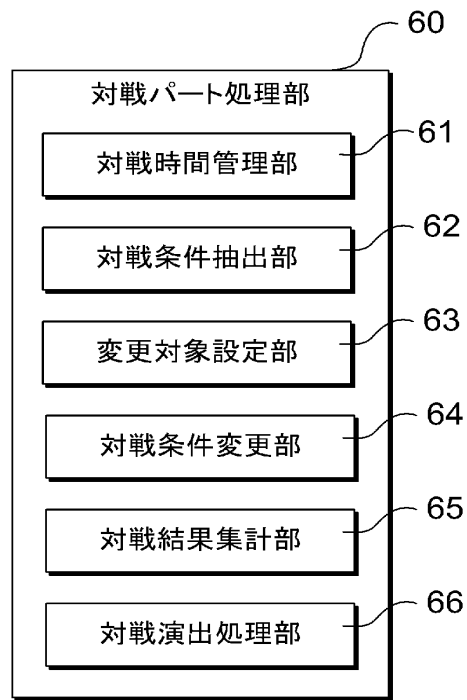 60
対戦パート処理部
対戦時間管理部 61
対戦条件抽出部 62
変更対象設定部 63
対戦条件変更部 64
対戦結果集計部 65
対戦演出処理部 66